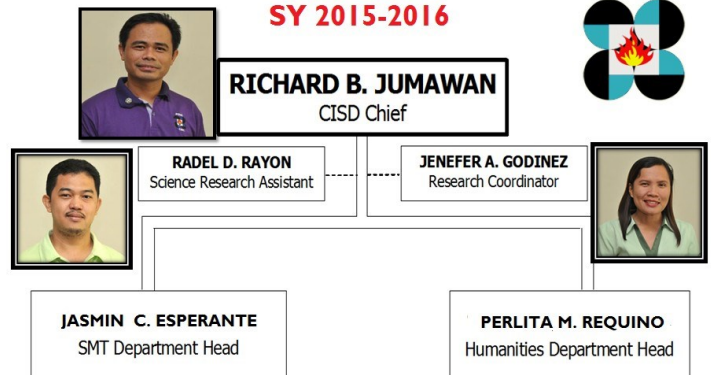 SY 2015-2016
RICHARD B. JUMAWAN
CISD Chief
RADEL D. RAYON
Science Research Assistant
JENEFER A. GODINEZ
Research Coordinator
JASMIN C. ESPERANTE
SMT Department Head
PERLITA M. REQUINO
Humanities Department Head